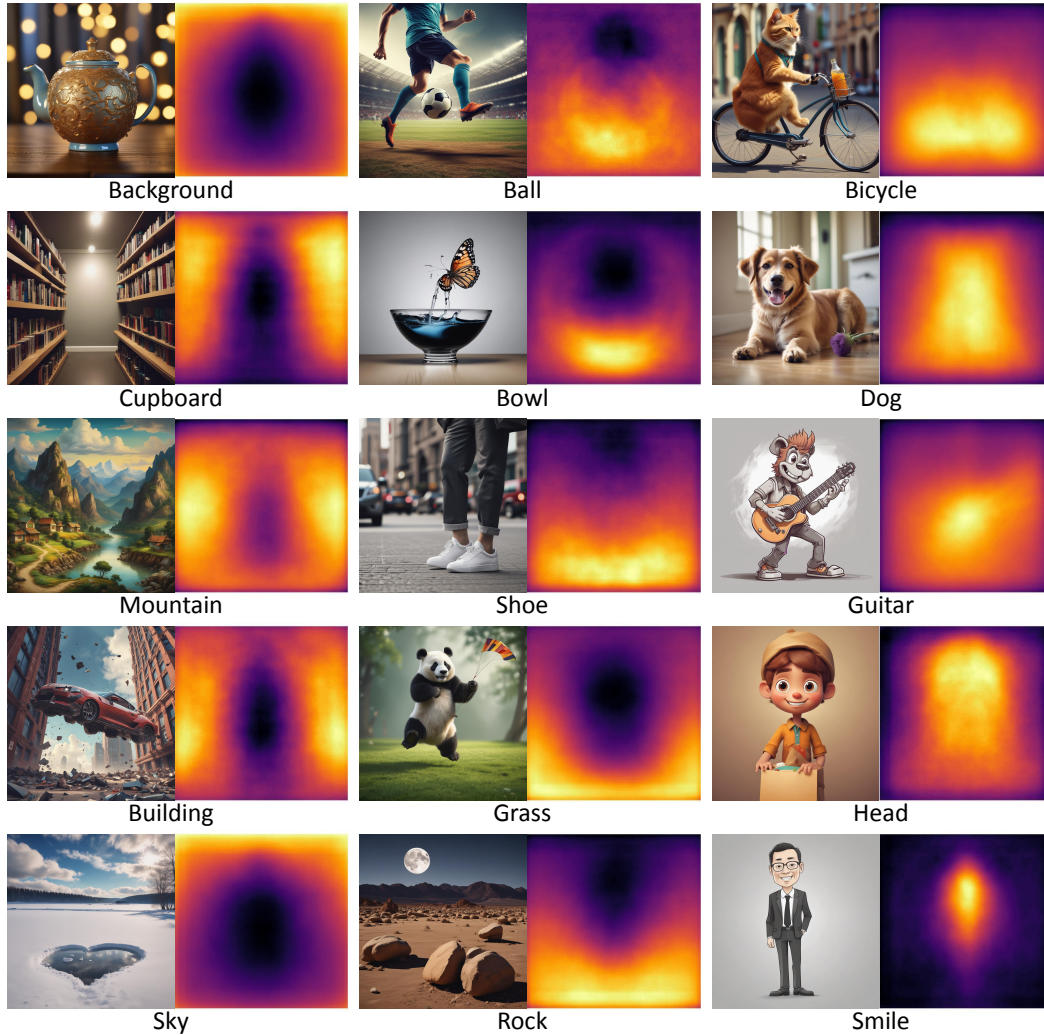 Background
Ball
Bicycle
Cupboard
Bowl
Dog
Mountain
Shoe
Guitar
Building
Grass
Head
Sky
Rock
Smile